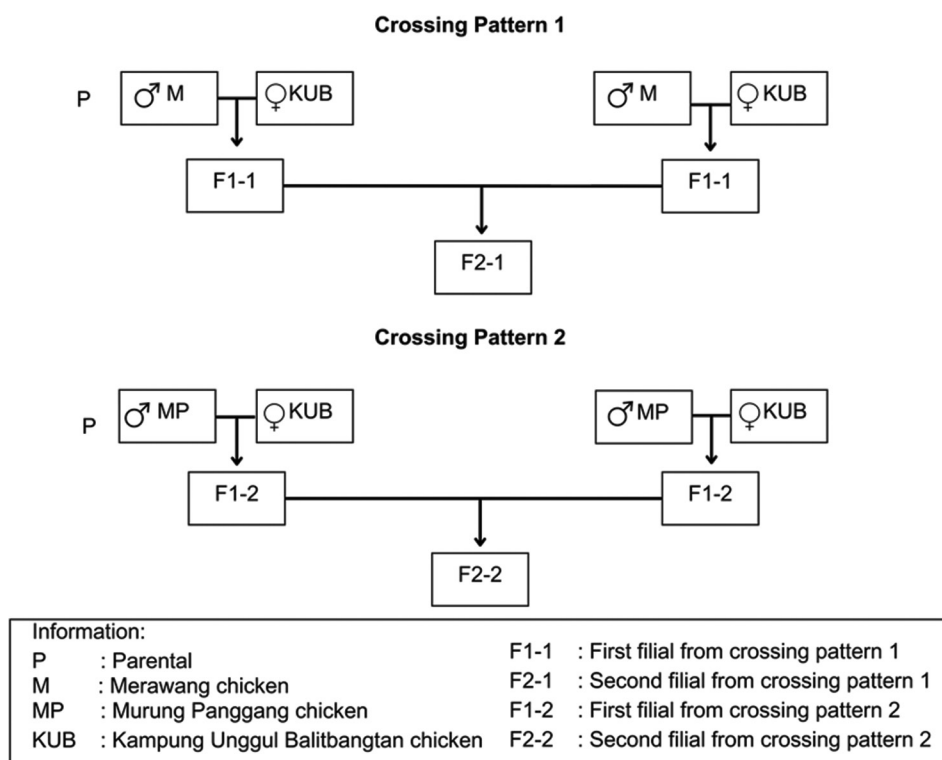 Crossing Pattern 1
P ♂ M ♀ KUB ♂ M ♀ KUB
F1-1 F1-1
F2-1
Crossing Pattern 2
P ♂ MP ♀ KUB ♂ MP ♀ KUB
F1-2 F1-2
F2-2
Information:
P : Parental
M : Merawang chicken
MP : Murung Panggang chicken
KUB : Kampung Unggul Balitbangtan chicken
F1-1 : First filial from crossing pattern 1
F2-1 : Second filial from crossing pattern 1
F1-2 : First filial from crossing pattern 2
F2-2 : Second filial from crossing pattern 2